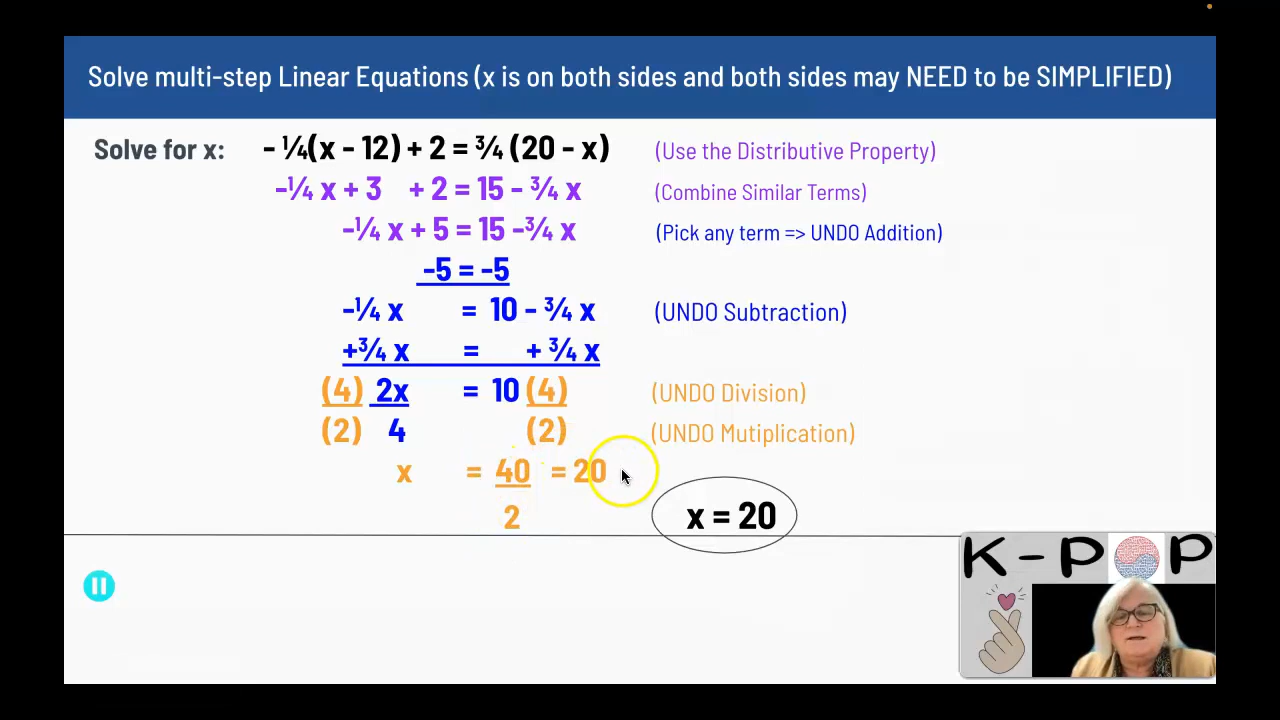 Solve multi-step Linear Equations (x is on both sides and both sides may NEED to be SIMPLIFIED)
Solve for x: - ¼(x - 12) + 2 = ¾ (20 - x) (Use the Distributive Property)
-¼ x + 3 + 2 = 15 - ¾ x (Combine Similar Terms)
-¼ x + 5 = 15 -¾ x (Pick any term => UNDO Addition)
-5 = -5
-¼ x = 10 - ¾ x (UNDO Subtraction)
+¾ x = + ¾ x
(4) 2x = 10 (4) (UNDO Division)
(2) 4 (2) (UNDO Mutiplication)
x = 40 = 20
2
x = 20
K-POP